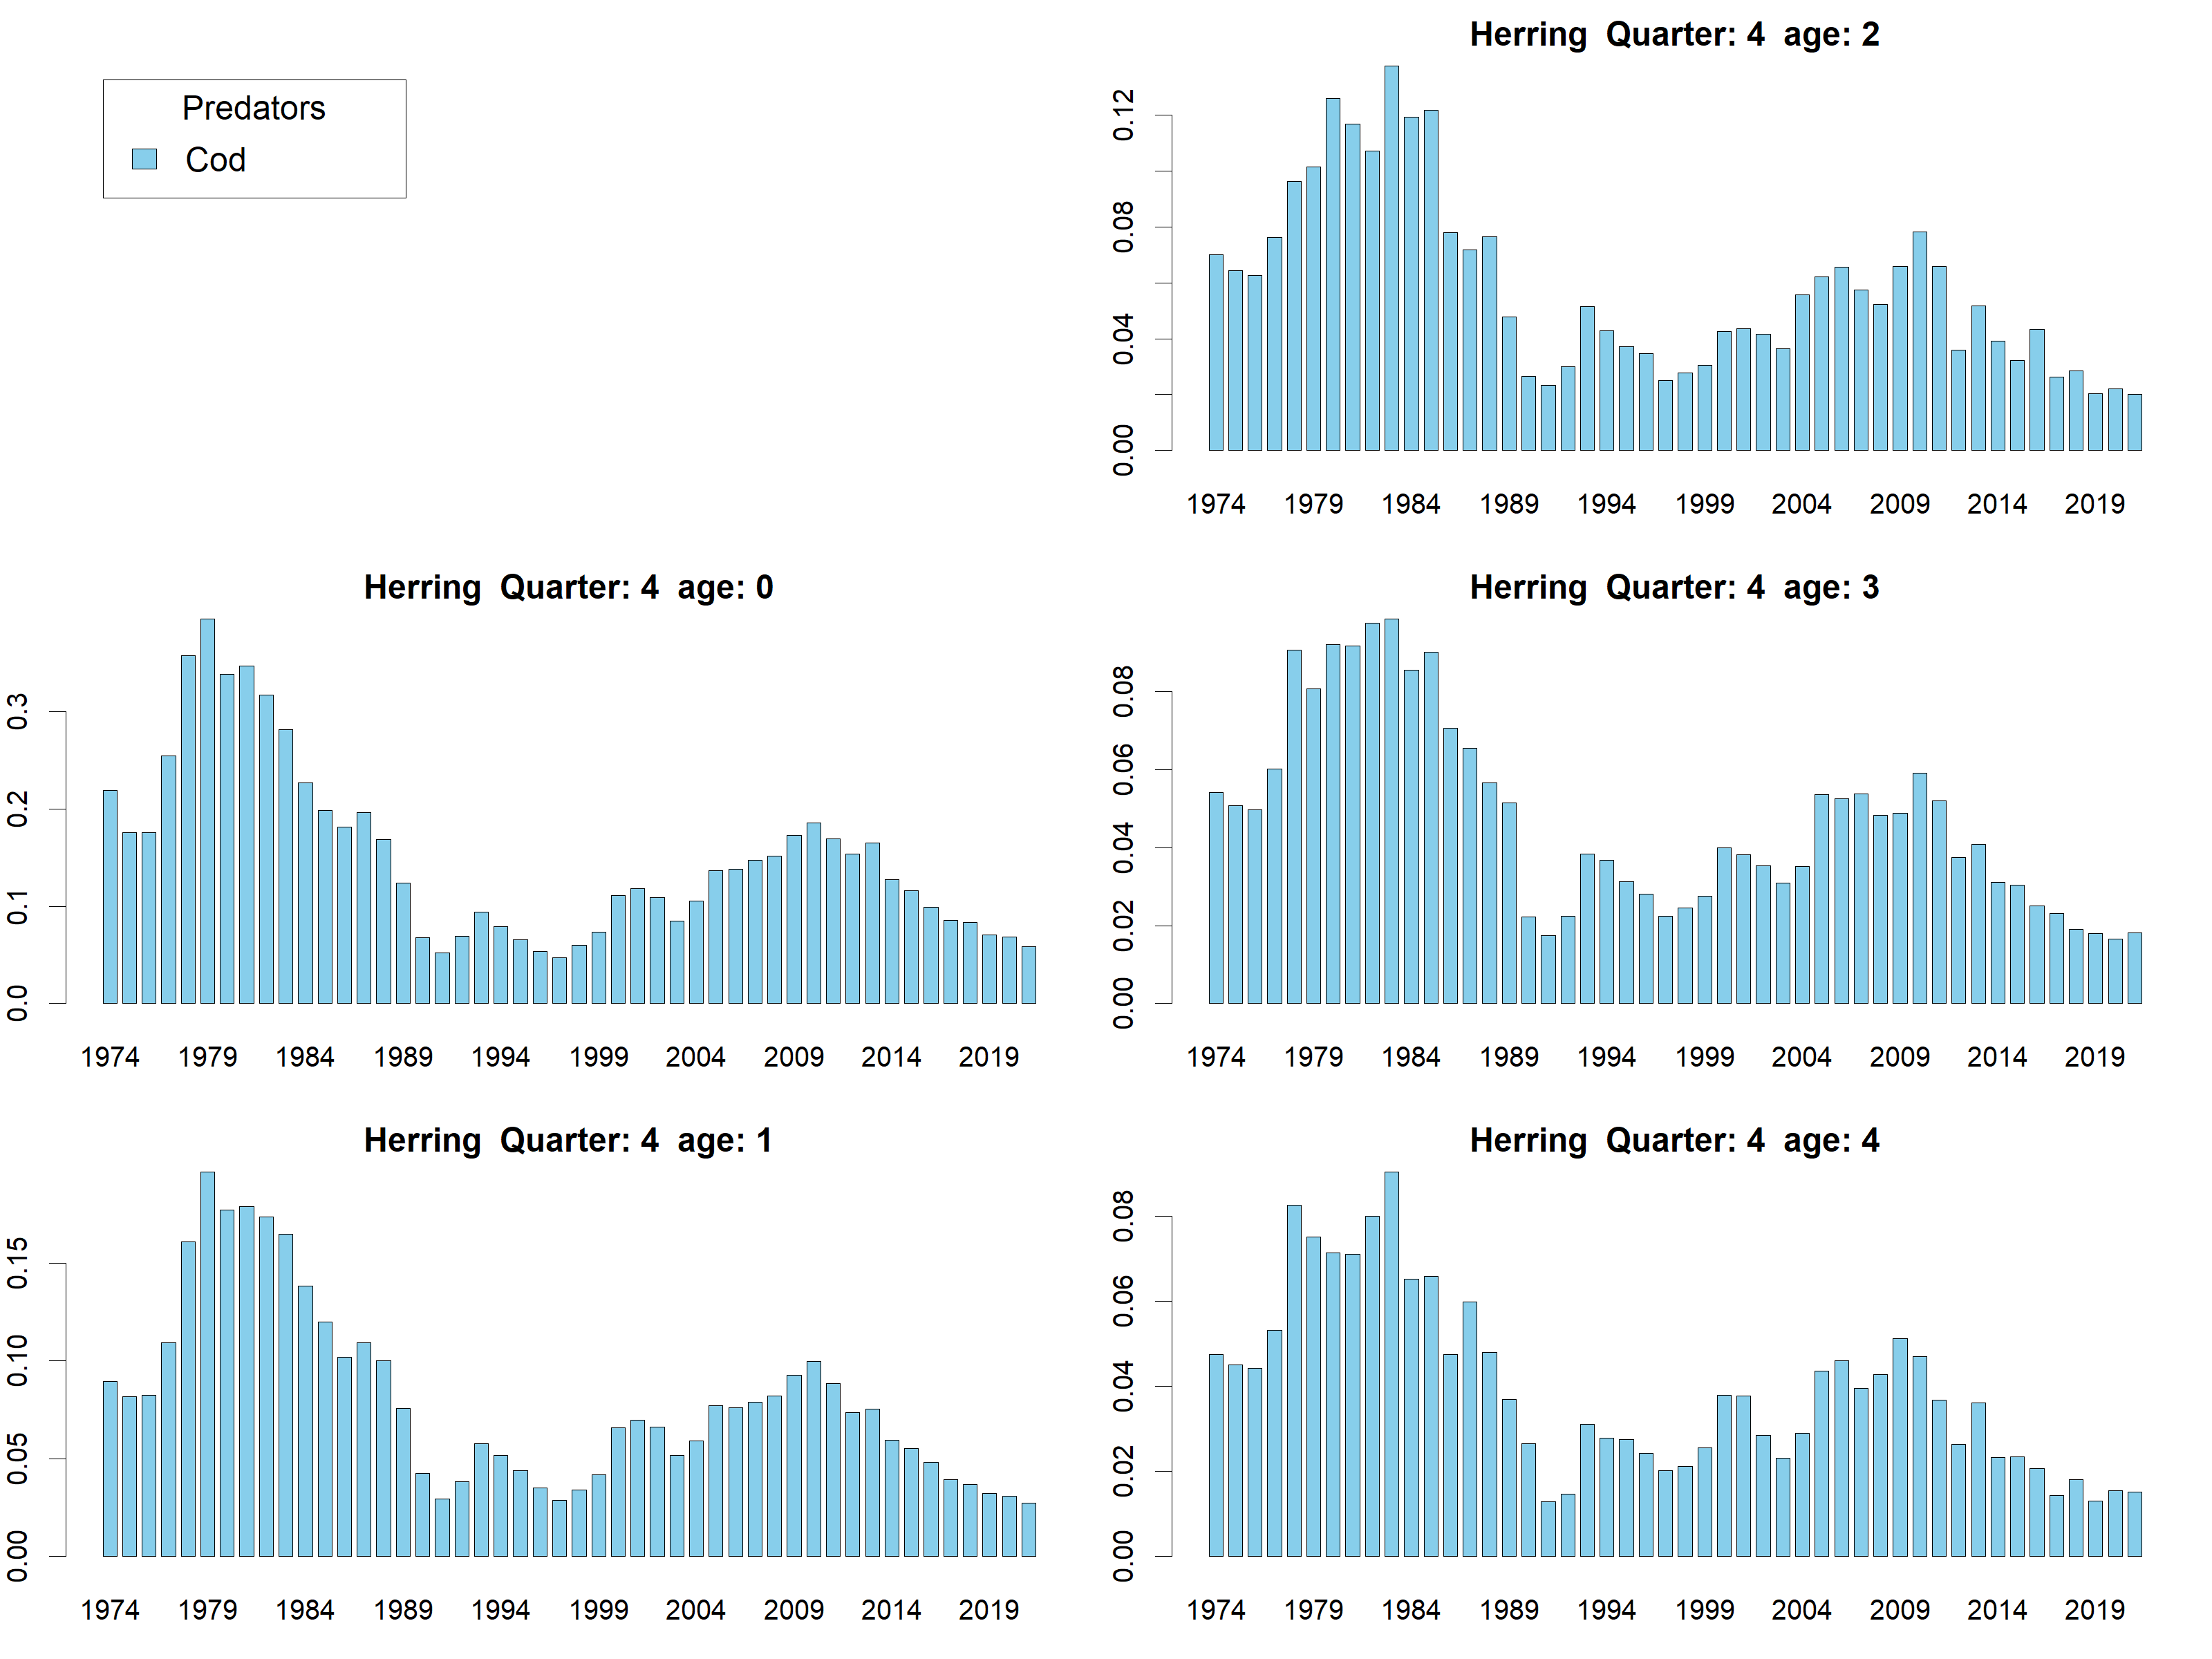 Predators
Cod
Herring  Quarter: 4  age: 2
0.00 0.04 0.08 0.12
1974 1979 1984 1989 1994 1999 2004 2009 2014 2019
Herring  Quarter: 4  age: 0
0.0 0.1 0.2 0.3
1974 1979 1984 1989 1994 1999 2004 2009 2014 2019
Herring  Quarter: 4  age: 3
0.00 0.02 0.04 0.06 0.08
1974 1979 1984 1989 1994 1999 2004 2009 2014 2019
Herring  Quarter: 4  age: 1
0.00 0.05 0.10 0.15
1974 1979 1984 1989 1994 1999 2004 2009 2014 2019
Herring  Quarter: 4  age: 4
0.00 0.02 0.04 0.06 0.08
1974 1979 1984 1989 1994 1999 2004 2009 2014 2019